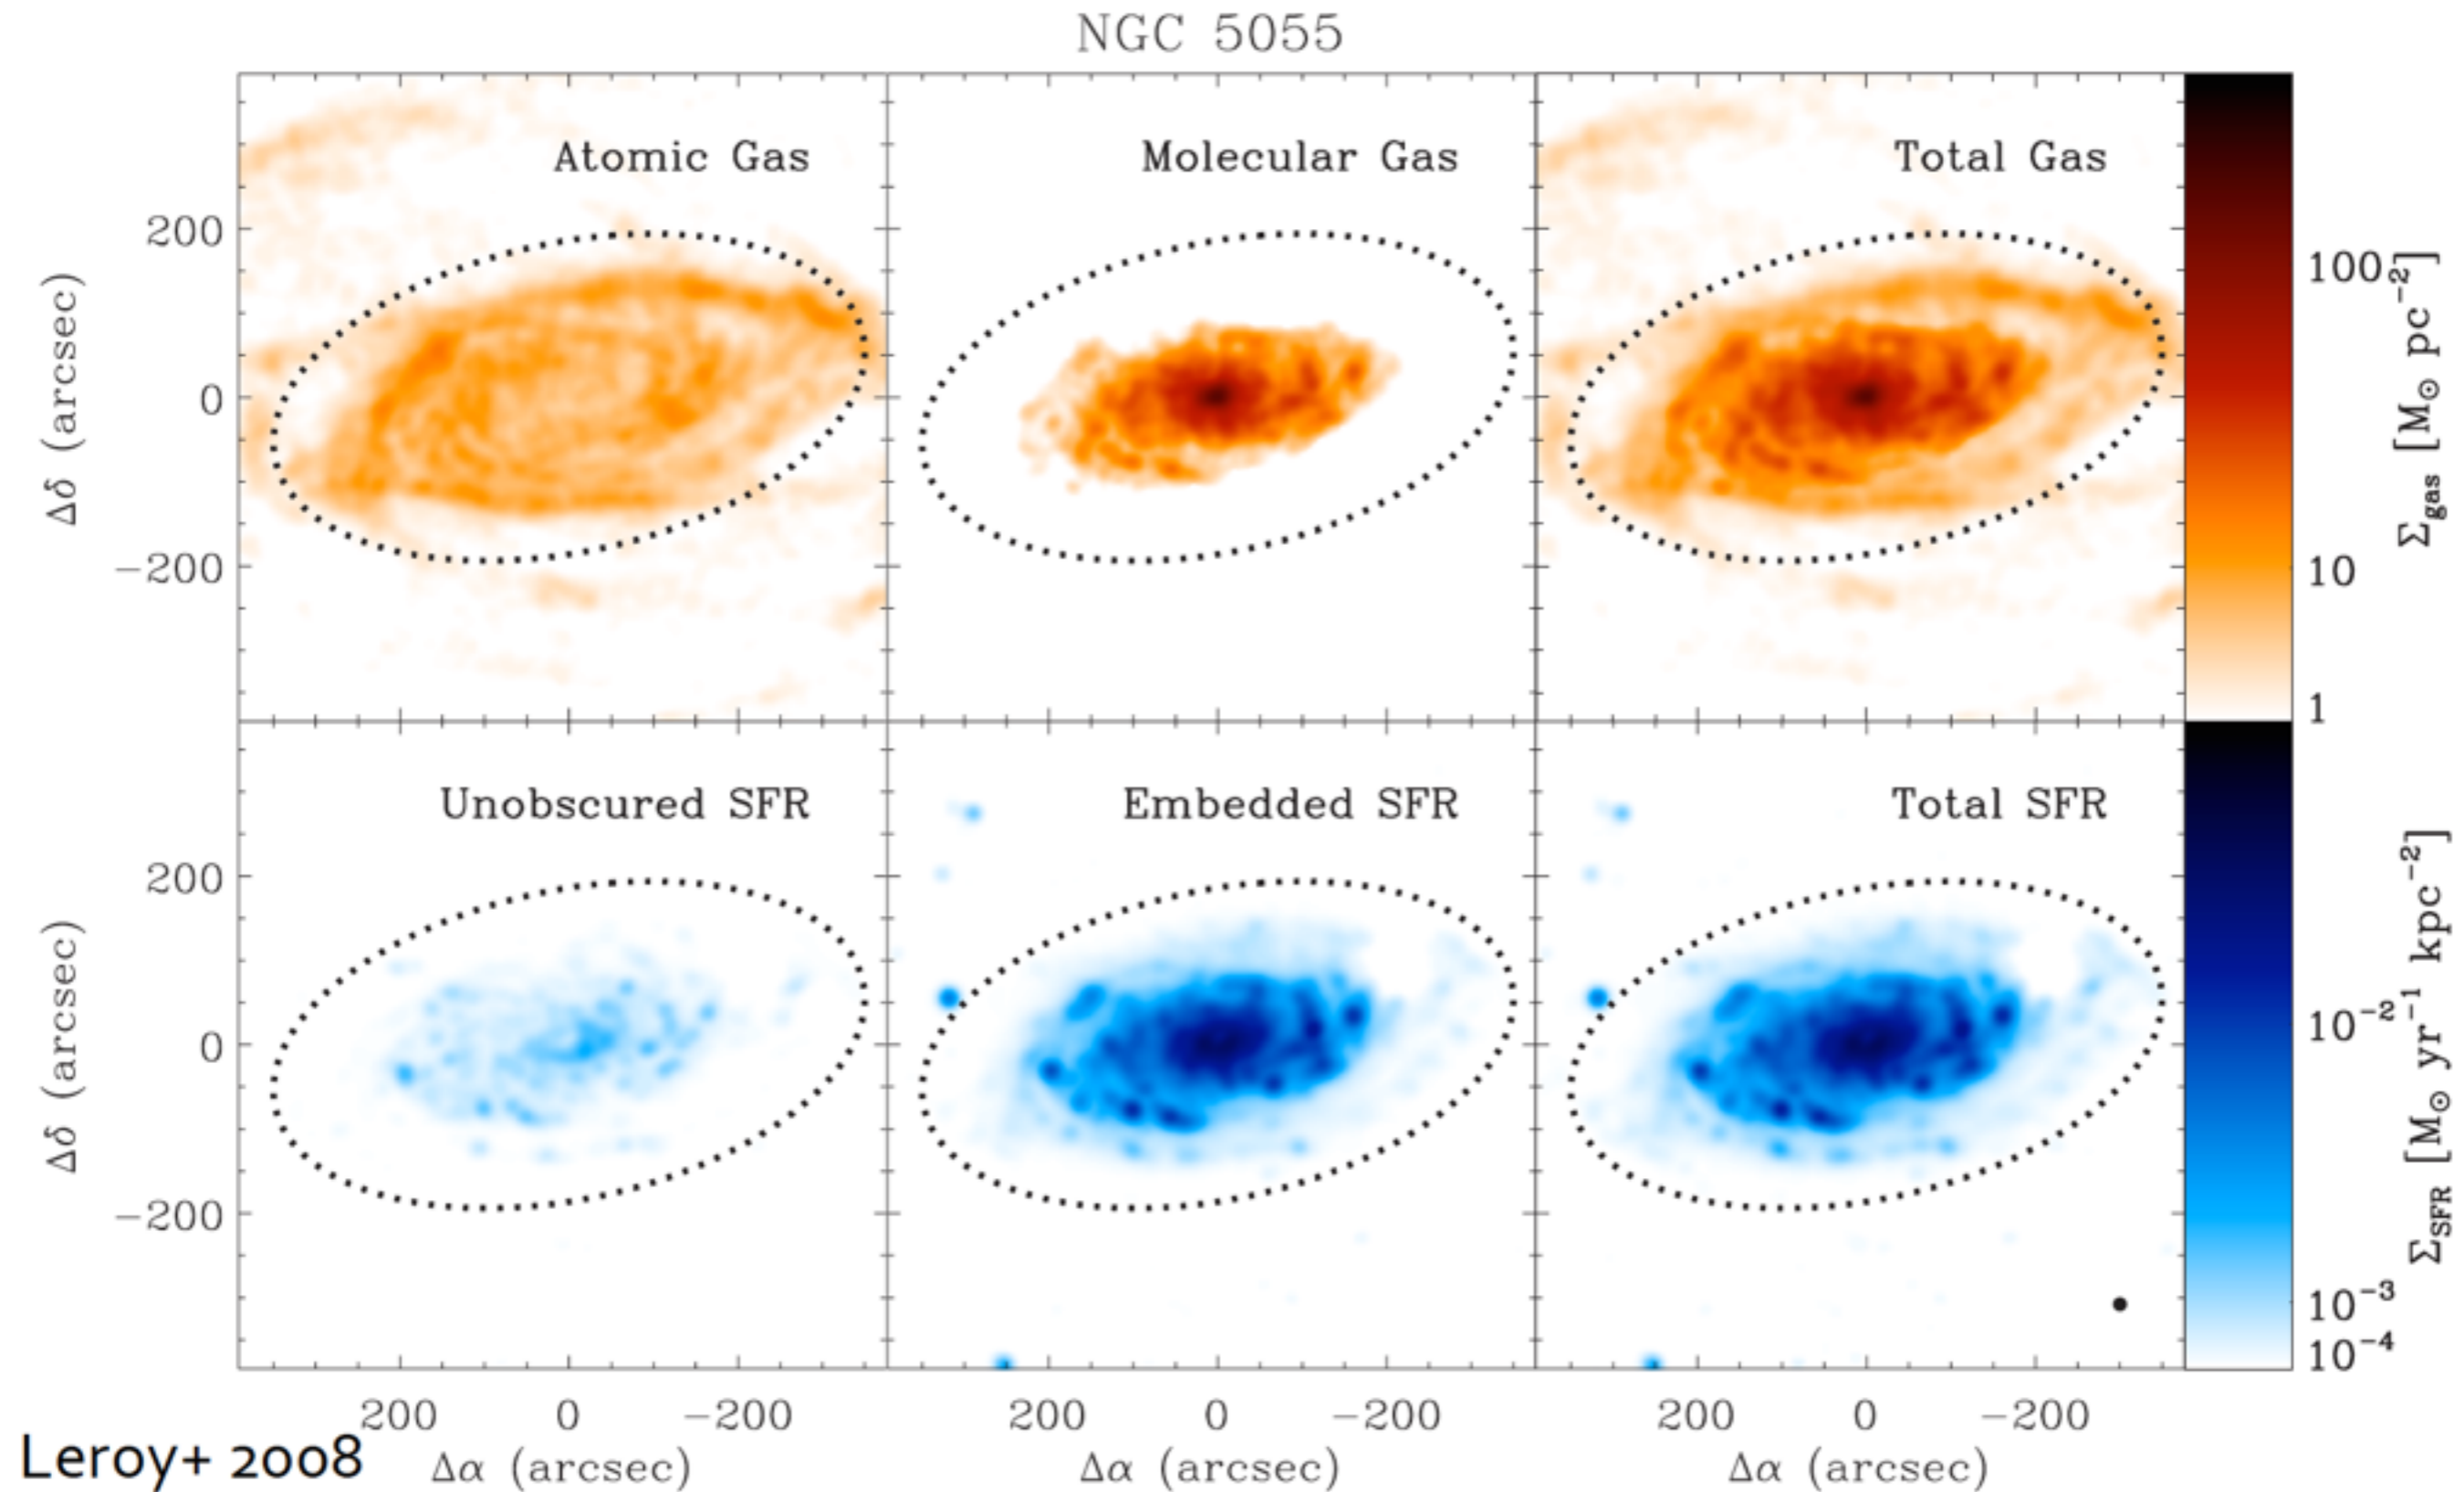 NGC 5055
Atomic Gas
Molecular Gas
Total Gas
200
0
−200
Δδ (arcsec)
100
10
1
Σgas [M⊙ pc⁻²]
Unobscured SFR
Embedded SFR
Total SFR
200
0
−200
Δδ (arcsec)
10⁻²
10⁻³
10⁻⁴
ΣSFR [M⊙ yr⁻¹ kpc⁻²]
200 0 −200
200 0 −200
200 0 −200
Δα (arcsec)
Δα (arcsec)
Δα (arcsec)
Leroy+ 2008